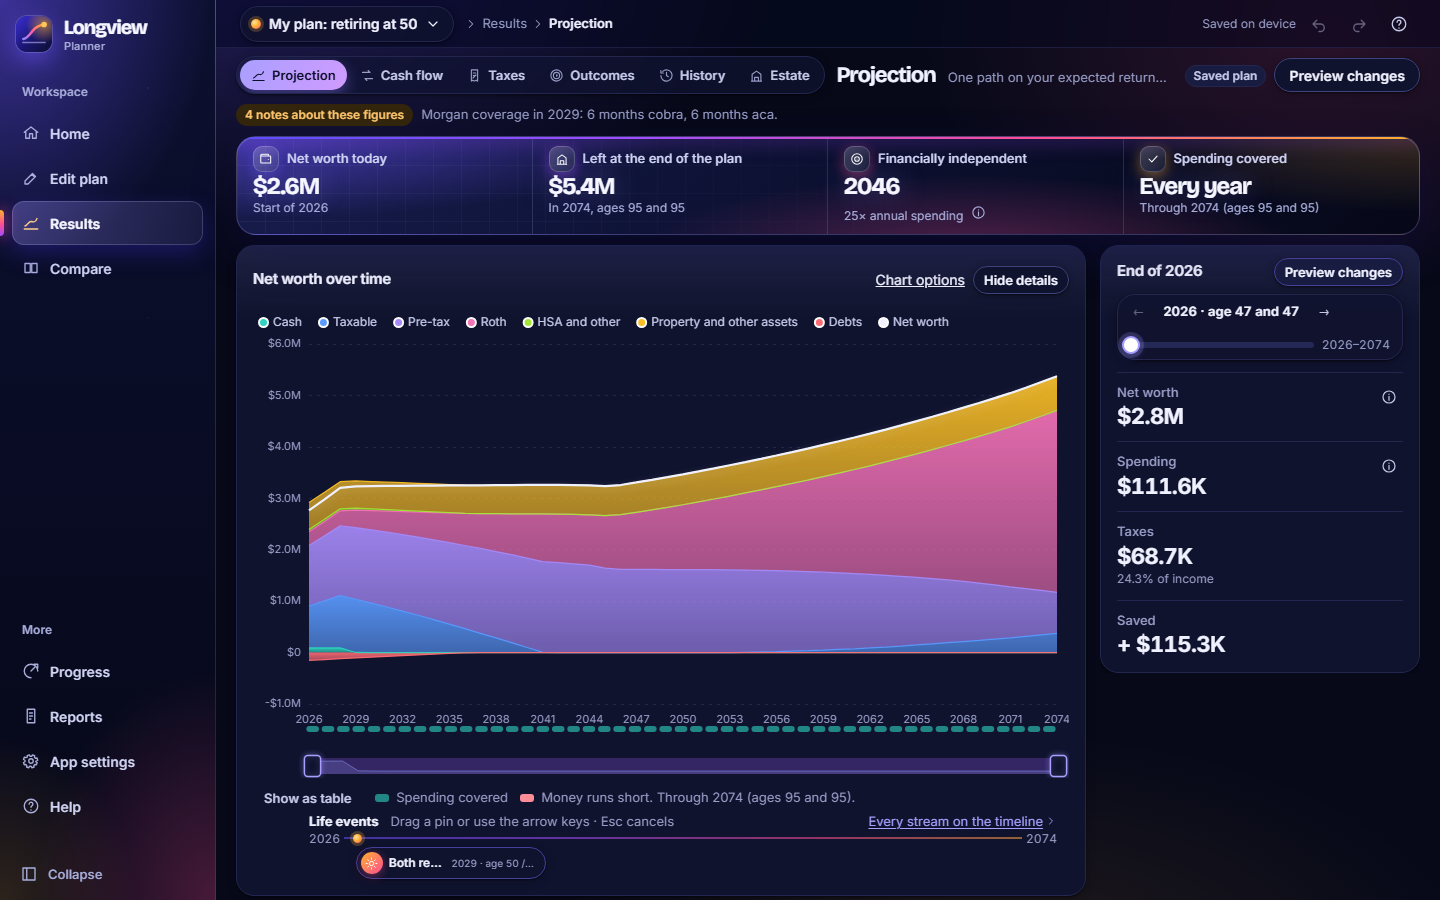 Longview
Planner
Workspace
Home
Edit plan
Results
Compare
More
Progress
Reports
App settings
Help
Collapse
My plan: retiring at 50
Results
Projection
Saved on device
Projection
Cash flow
Taxes
Outcomes
History
Estate
Projection
One path on your expected return...
Saved plan
Preview changes
4 notes about these figures
Morgan coverage in 2029: 6 months cobra, 6 months aca.
Net worth today
$2.6M
Start of 2026
Left at the end of the plan
$5.4M
In 2074, ages 95 and 95
Financially independent
2046
25× annual spending
Spending covered
Every year
Through 2074 (ages 95 and 95)
Net worth over time
Chart options
Hide details
Cash
Taxable
Pre-tax
Roth
HSA and other
Property and other assets
Debts
Net worth
$6.0M
$5.0M
$4.0M
$3.0M
$2.0M
$1.0M
$0
-$1.0M
2026 2029 2032 2035 2038 2041 2044 2047 2050 2053 2056 2059 2062 2065 2068 2071 2074
Show as table
Spending covered
Money runs short. Through 2074 (ages 95 and 95).
Life events
Drag a pin or use the arrow keys · Esc cancels
Every stream on the timeline
2026
2074
Both re...
2029 · age 50 /...
End of 2026
Preview changes
← 2026 · age 47 and 47 →
2026–2074
Net worth
$2.8M
Spending
$111.6K
Taxes
$68.7K
24.3% of income
Saved
+ $115.3K